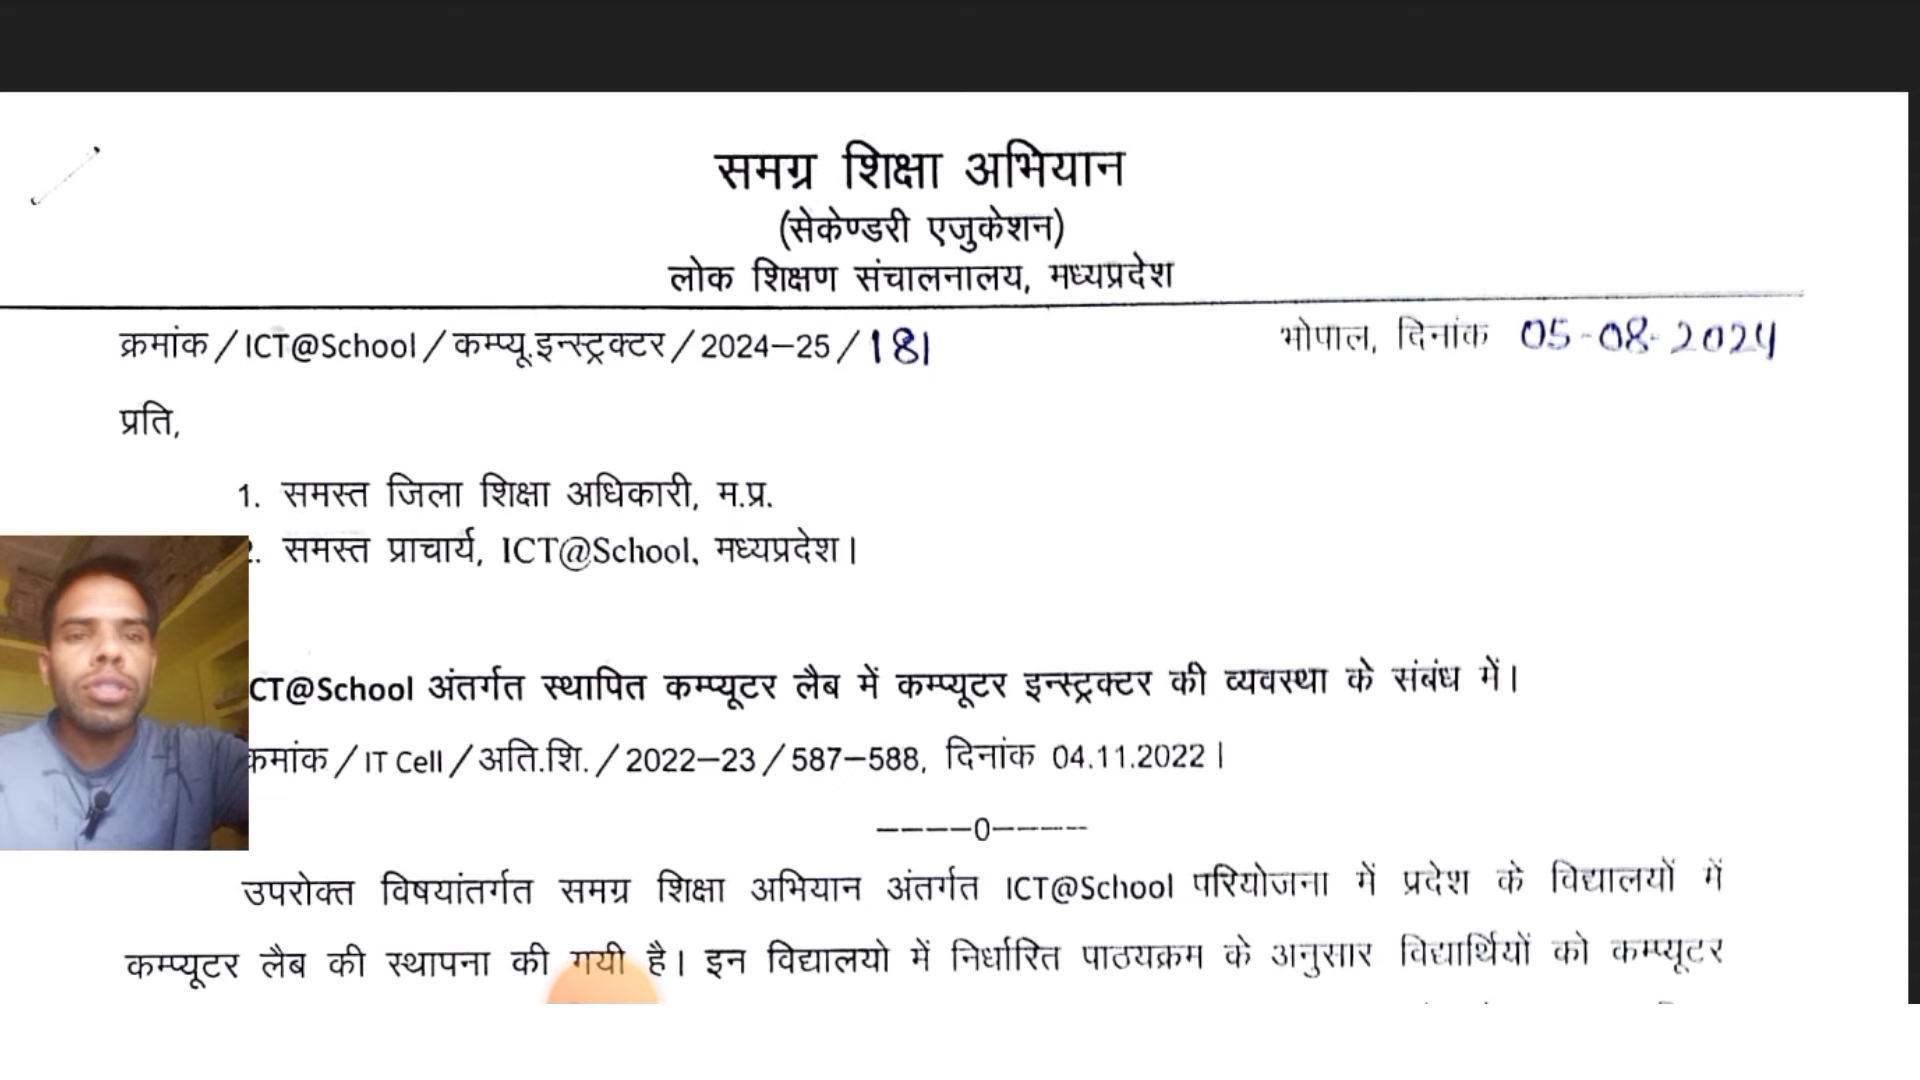 समग्र शिक्षा अभियान
(सेकेण्डरी एजुकेशन)
लोक शिक्षण संचालनालय, मध्यप्रदेश
क्रमांक/ICT@School/कम्प्यू.इन्स्ट्रक्टर/2024–25/181 भोपाल, दिनांक 05-08-2024
प्रति,
1. समस्त जिला शिक्षा अधिकारी, म.प्र.
2. समस्त प्राचार्य, ICT@School, मध्यप्रदेश।
CT@School अंतर्गत स्थापित कम्प्यूटर लैब में कम्प्यूटर इन्स्ट्रक्टर की व्यवस्था के संबंध में।
कमांक/IT Cell/अति.शि./2022–23/587–588, दिनांक 04.11.2022।
––––0––––
उपरोक्त विषयांतर्गत समग्र शिक्षा अभियान अंतर्गत ICT@School परियोजना में प्रदेश के विद्यालयों में
कम्प्यूटर लैब की स्थापना की गयी है। इन विद्यालयो में निर्धारित पाठयक्रम के अनुसार विद्यार्थियों को कम्प्यूटर